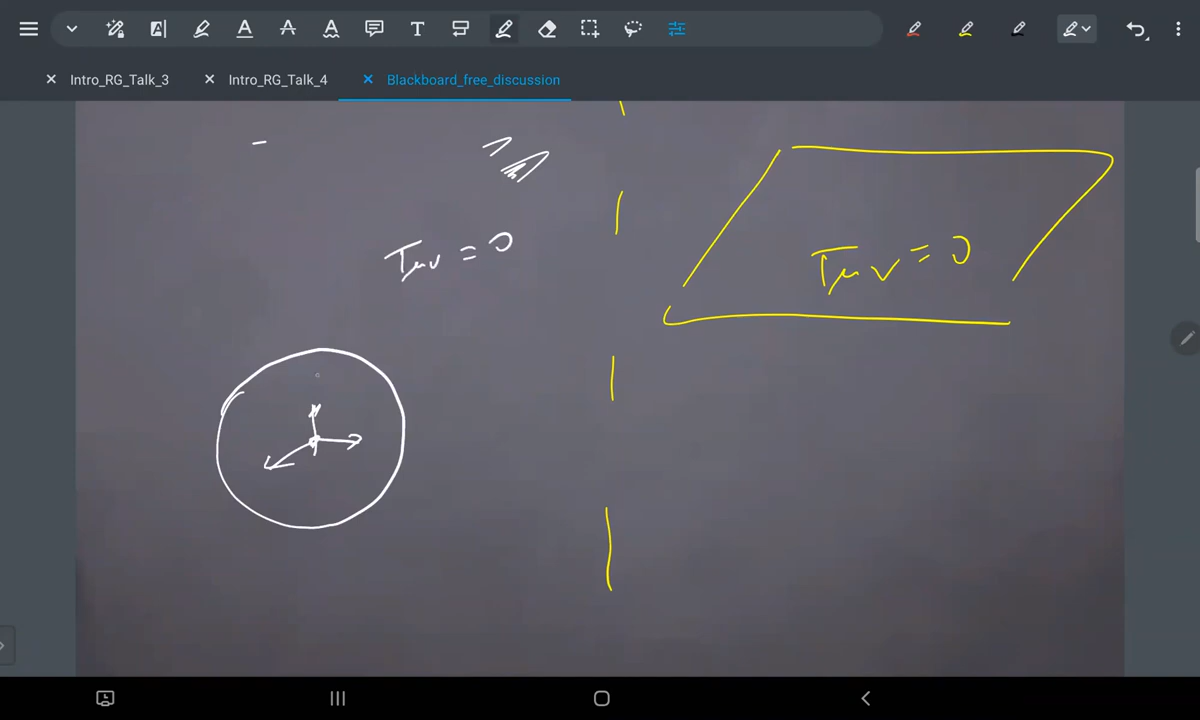 Intro_RG_Talk_3
Intro_RG_Talk_4
Blackboard_free_discussion
Tμν = 0
Tμν = 0